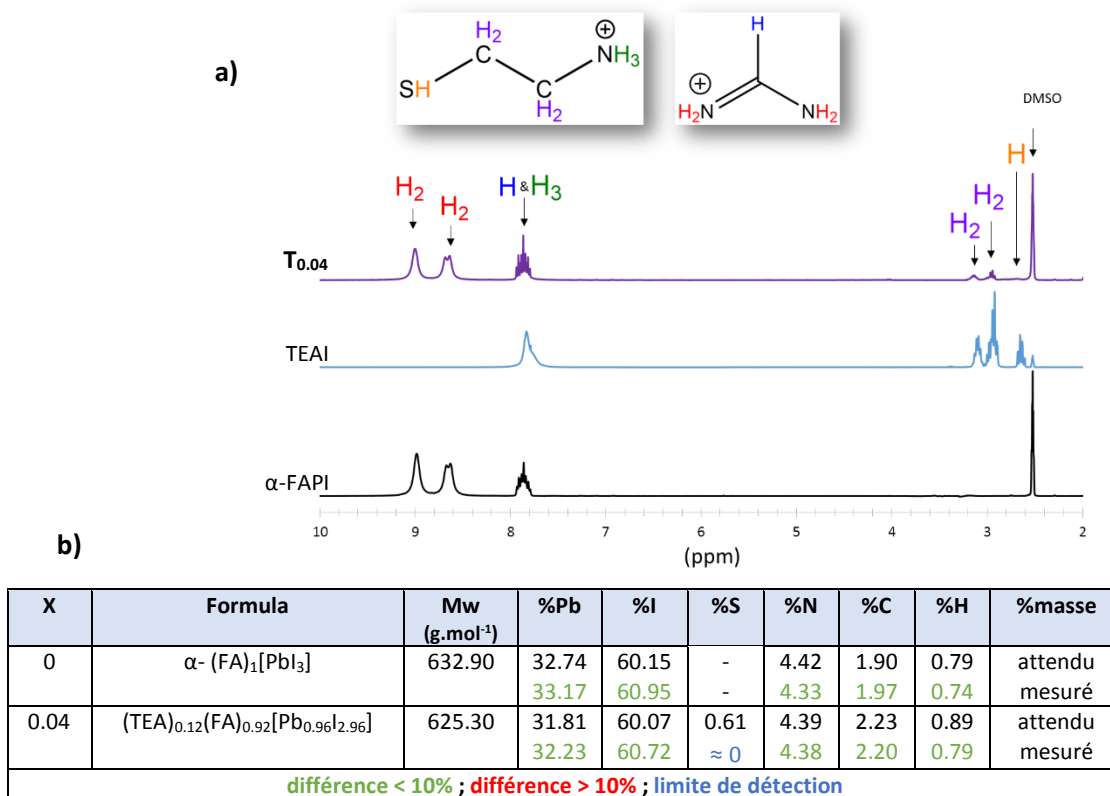 a)
H₂
C
⊕
NH₃
SH
C
H₂
H
⊕
H₂N
NH₂
DMSO
H₂
H₂
H & H₃
H₂
H₂
H
T₀.₀₄
TEAI
α-FAPI
10 9 8 7 6 5 4 3 2
(ppm)
b)
X Formula Mw (g.mol⁻¹) %Pb %I %S %N %C %H %masse
0 α- (FA)₁[PbI₃] 632.90 32.74 60.15 - 4.42 1.90 0.79 attendu
33.17 60.95 - 4.33 1.97 0.74 mesuré
0.04 (TEA)₀.₁₂(FA)₀.₉₂[Pb₀.₉₆I₂.₉₆] 625.30 31.81 60.07 0.61 4.39 2.23 0.89 attendu
32.23 60.72 ≈ 0 4.38 2.20 0.79 mesuré
différence < 10% ; différence > 10% ; limite de détection